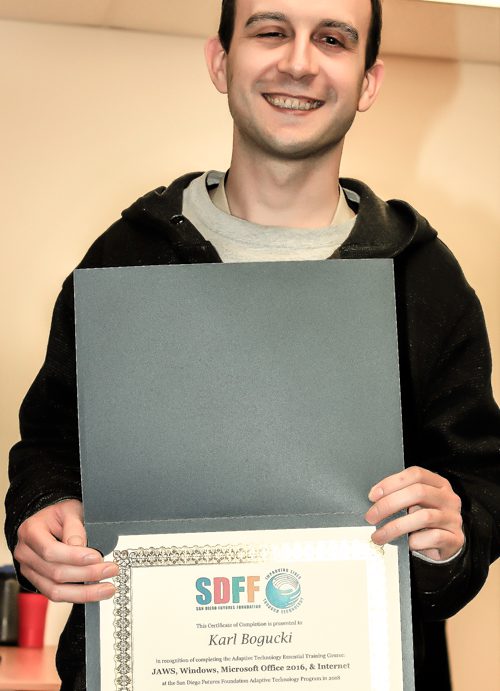 SDFF
SAN DIEGO FUTURES FOUNDATION
IMPROVING LIVES
THROUGH TECHNOLOGY
This Certificate of Completion is presented to
Karl Bogucki
in recognition of completing the Adaptive Technology Essential Training Course:
JAWS, Windows, Microsoft Office 2016, & Internet
at the San Diego Futures Foundation Adaptive Technology Program in 2018